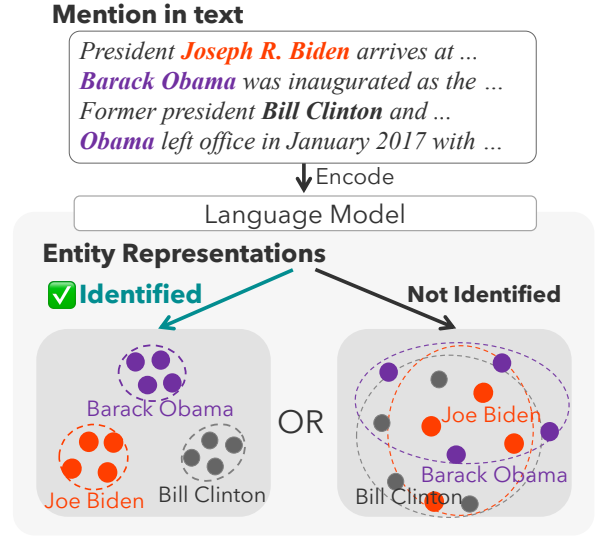 Mention in text
President Joseph R. Biden arrives at ...
Barack Obama was inaugurated as the ...
Former president Bill Clinton and ...
Obama left office in January 2017 with ...
Encode
Language Model
Entity Representations
Identified
Not Identified
Barack Obama
Joe Biden
Bill Clinton
OR
Joe Biden
Barack Obama
Bill Clinton